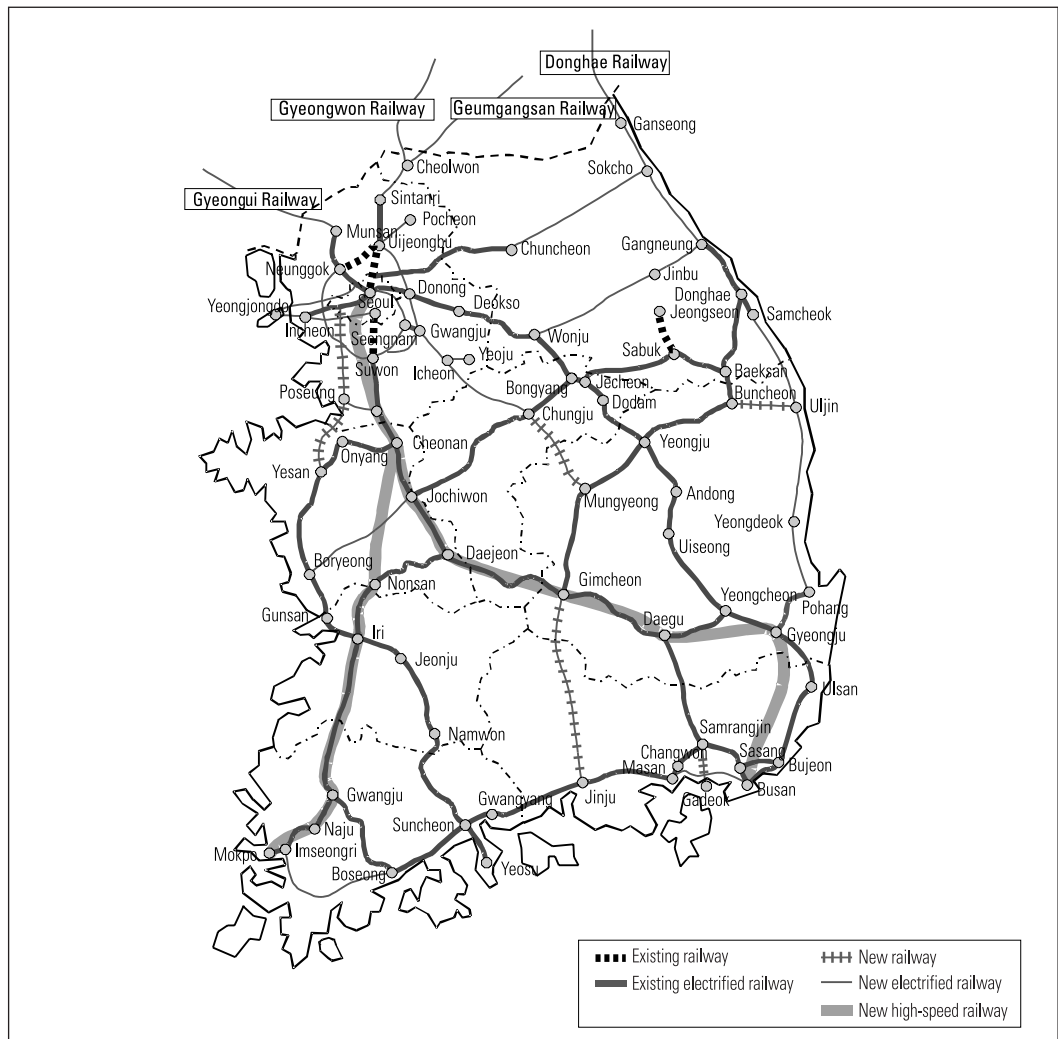 Donghae Railway
Gyeongwon Railway
Geumgangsan Railway
Ganseong
Cheolwon
Sokcho
Gyeongui Railway
Sintanri
Pocheon
Munsan
Uijeongbu
Chuncheon
Gangneung
Neunggok
Jinbu
Yeongjongdo
Seoul
Donong
Deokso
Donghae
Jeongseon
Samcheok
Incheon
Seongnam
Gwangju
Wonju
Suwon
Icheon
Yeoju
Sabuk
Baeksan
Poseung
Bongyang
Jecheon
Dodam
Buncheon
Uljin
Chungju
Onyang
Cheonan
Yeongju
Yesan
Jochiwon
Mungyeong
Andong
Yeongdeok
Uiseong
Boryeong
Daejeon
Nonsan
Gimcheon
Yeongcheon
Pohang
Gunsan
Iri
Daegu
Gyeongju
Jeonju
Ulsan
Namwon
Samrangjin
Changwon
Sasang
Masan
Bujeon
Gwangju
Gwangyang
Jinju
Gadeok
Busan
Naju
Suncheon
Mokpo
Imseongri
Boseong
Yeosu
Existing railway
New railway
Existing electrified railway
New electrified railway
New high-speed railway